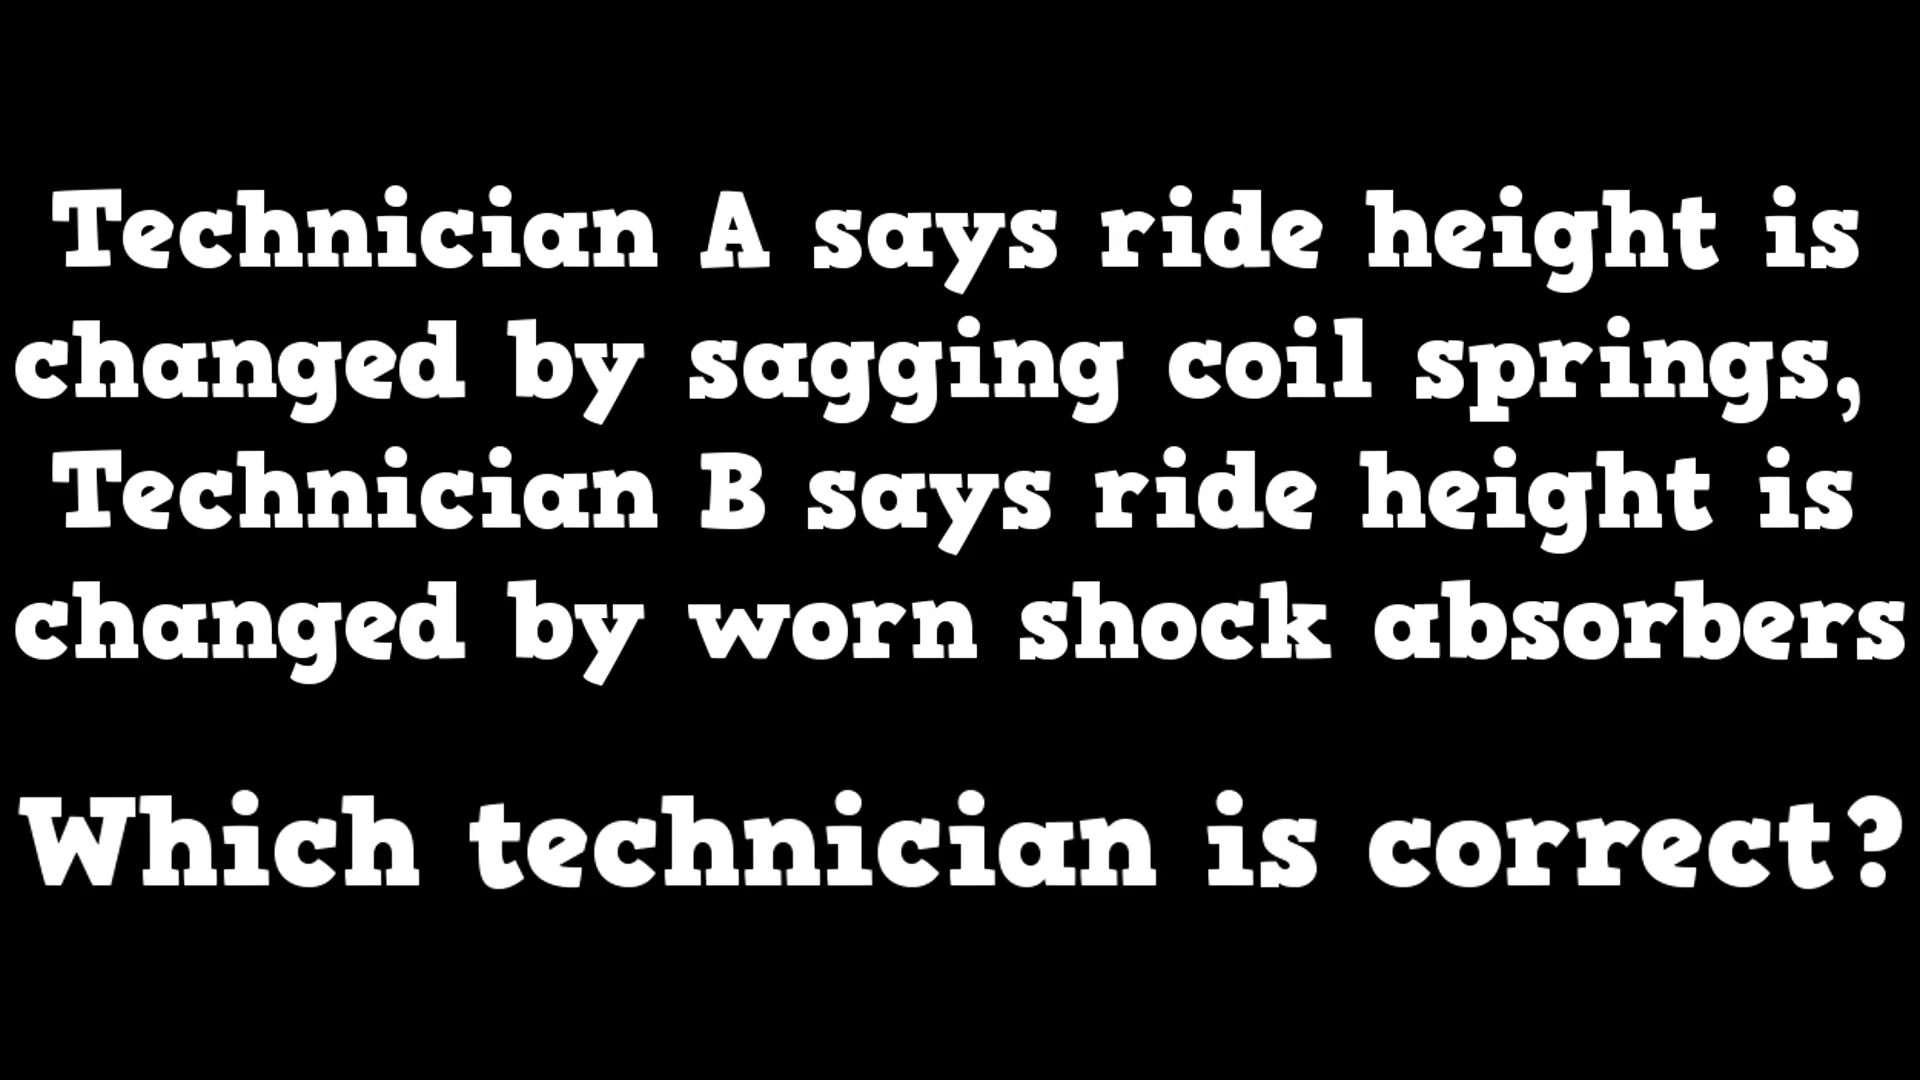 Technician A says ride height is
changed by sagging coil springs,
Technician B says ride height is
changed by worn shock absorbers
Which technician is correct?